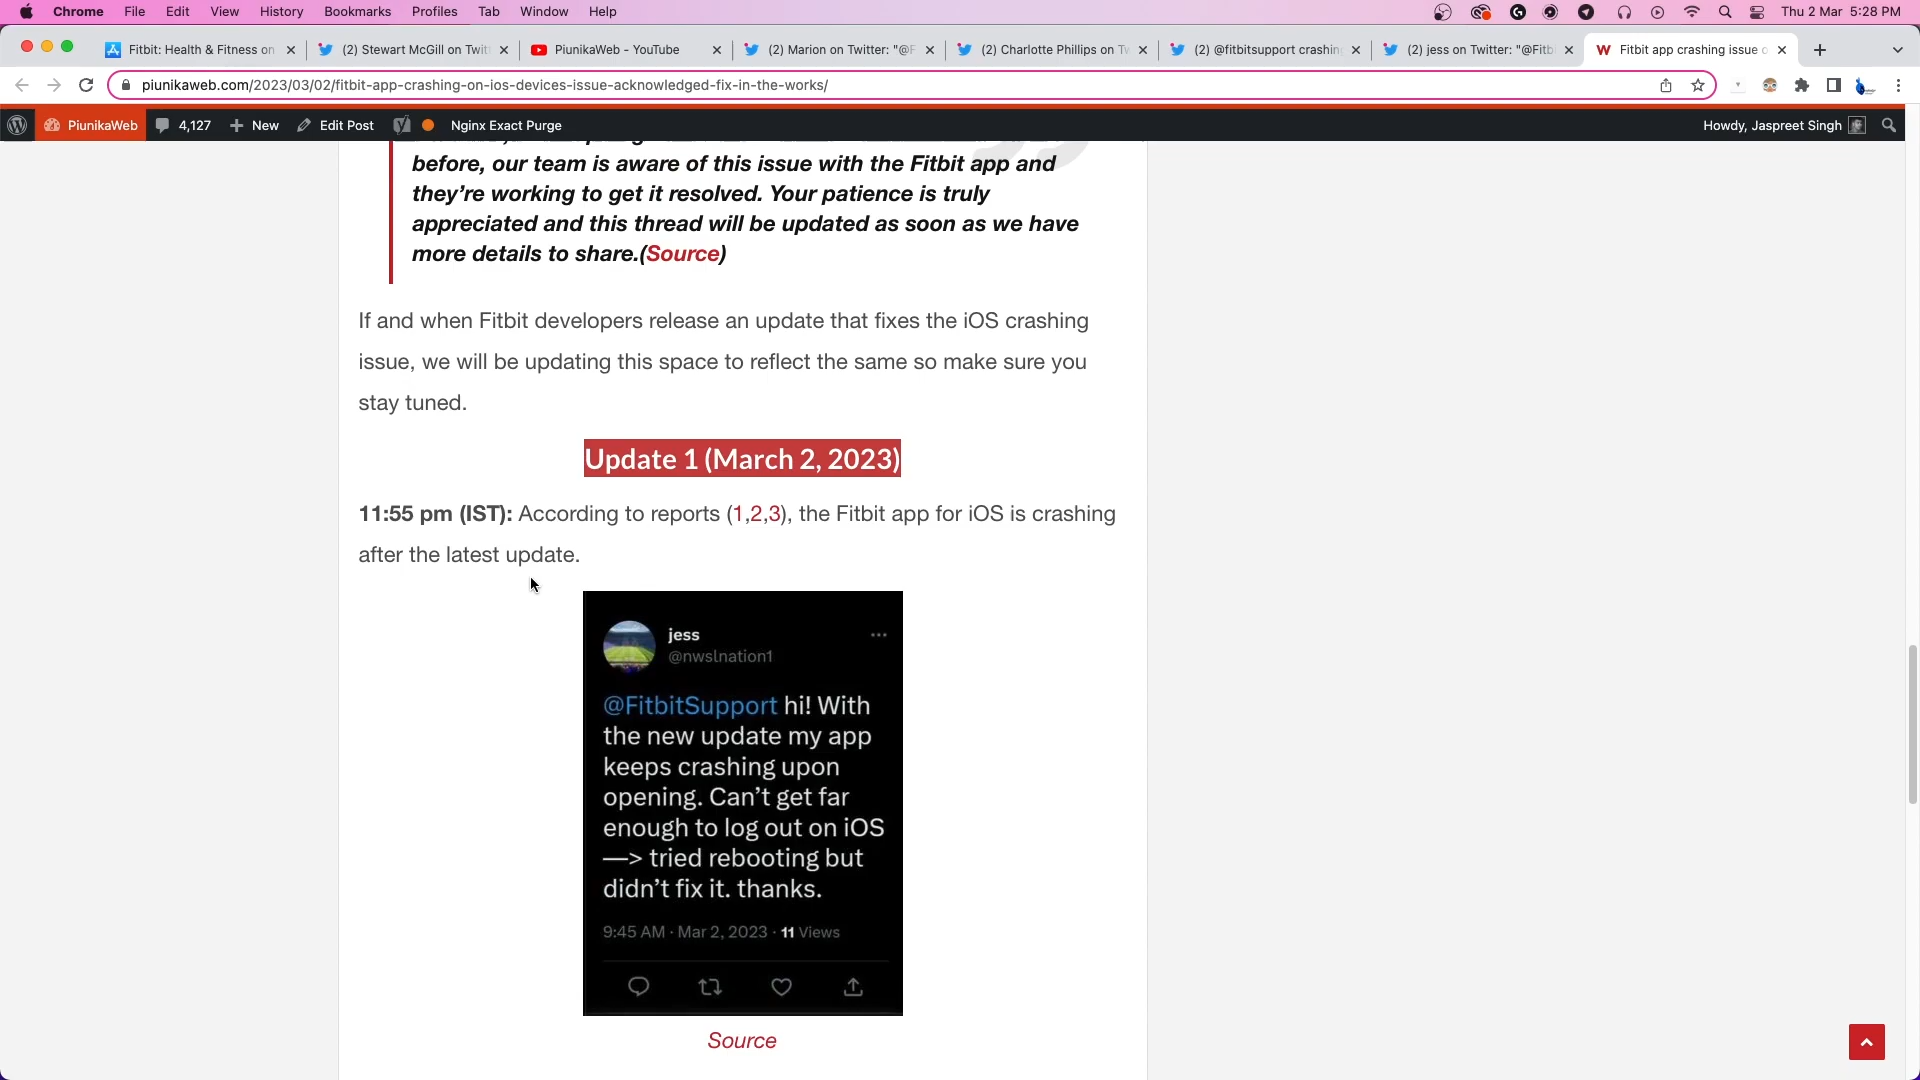 Chrome File Edit View History Bookmarks Profiles Tab Window Help Thu 2 Mar 5:28 PM
Fitbit: Health & Fitness on (2) Stewart McGill on Twit PiunikaWeb - YouTube (2) Marion on Twitter: "@F (2) Charlotte Phillips on Tw (2) @fitbitsupport crashin (2) jess on Twitter: "@Fitb Fitbit app crashing issue o
piunikaweb.com/2023/03/02/fitbit-app-crashing-on-ios-devices-issue-acknowledged-fix-in-the-works/
PiunikaWeb 4,127 New Edit Post Nginx Exact Purge Howdy, Jaspreet Singh
before, our team is aware of this issue with the Fitbit app and
they’re working to get it resolved. Your patience is truly
appreciated and this thread will be updated as soon as we have
more details to share.(Source)
If and when Fitbit developers release an update that fixes the iOS crashing
issue, we will be updating this space to reflect the same so make sure you
stay tuned.
Update 1 (March 2, 2023)
11:55 pm (IST): According to reports (1,2,3), the Fitbit app for iOS is crashing
after the latest update.
jess
@nwslnation1
@FitbitSupport hi! With
the new update my app
keeps crashing upon
opening. Can’t get far
enough to log out on iOS
—> tried rebooting but
didn’t fix it. thanks.
9:45 AM · Mar 2, 2023 · 11 Views
Source